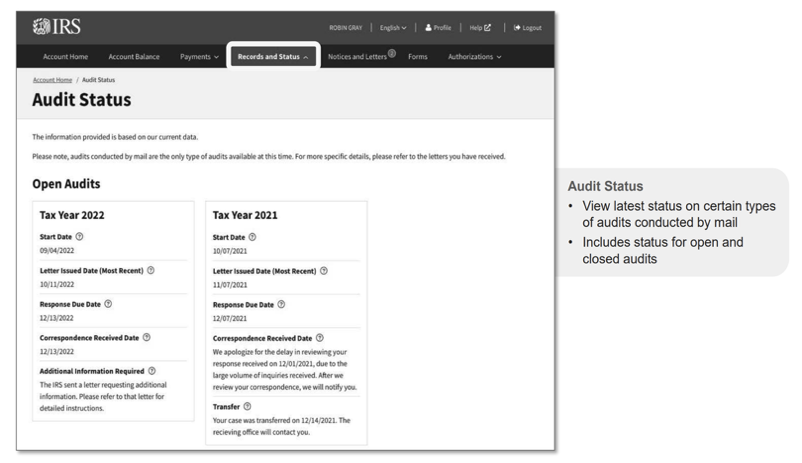 IRS
ROBIN GRAY | English | Profile | Help | Logout
Account Home Account Balance Payments Records and Status Notices and Letters Forms Authorizations
Account Home / Audit Status
Audit Status
The information provided is based on our current data.
Please note, audits conducted by mail are the only type of audits available at this time. For more specific details, please refer to the letters you have received.
Open Audits
Tax Year 2022
Start Date
09/04/2022
Letter Issued Date (Most Recent)
10/11/2022
Response Due Date
12/13/2022
Correspondence Received Date
12/13/2022
Additional Information Required
The IRS sent a letter requesting additional
information. Please refer to that letter for
detailed instructions.
Tax Year 2021
Start Date
10/07/2021
Letter Issued Date (Most Recent)
11/07/2021
Response Due Date
12/07/2021
Correspondence Received Date
We apologize for the delay in reviewing your
response received on 12/01/2021, due to the
large volume of inquiries received. After we
review your correspondence, we will notify you.
Transfer
Your case was transferred on 12/14/2021. The
recieving office will contact you.
Audit Status
• View latest status on certain types
of audits conducted by mail
• Includes status for open and
closed audits